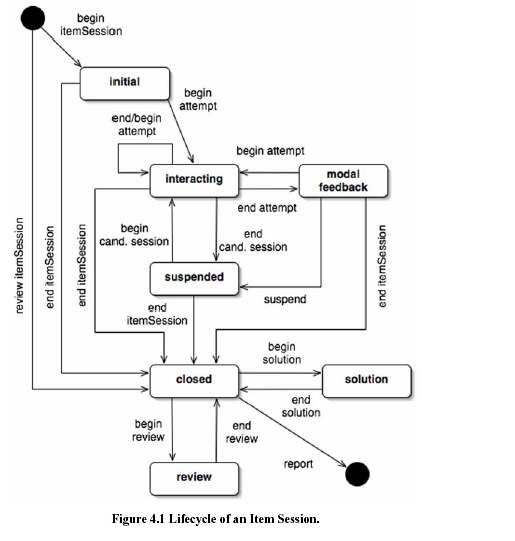 begin
itemSession
initial
begin
attempt
end/begin
attempt
begin attempt
interacting
modal
feedback
end attempt
begin
cand. session
end
cand. session
review itemSession
end itemSession
end itemSession
end itemSession
suspended
suspend
end
itemSession
begin
solution
closed
solution
end
solution
begin
review
end
review
report
review
Figure 4.1 Lifecycle of an Item Session.